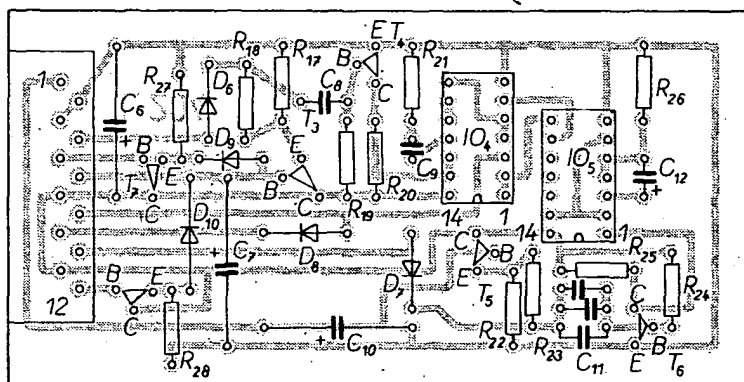 E T4
R18
R17
B
R21
1
R27
D6
C8
C
R26
C6
+
T3
IO4
IO5
D9
E
C9
C12
+
B
E
B
T7
C
D10
C
R19
R20
14
1
1
C7
+
D8
C
B
14
R25
D7
E
T5
C
R24
12
B
E
C
R28
+
C10
R22
R23
C11
B
E
T6